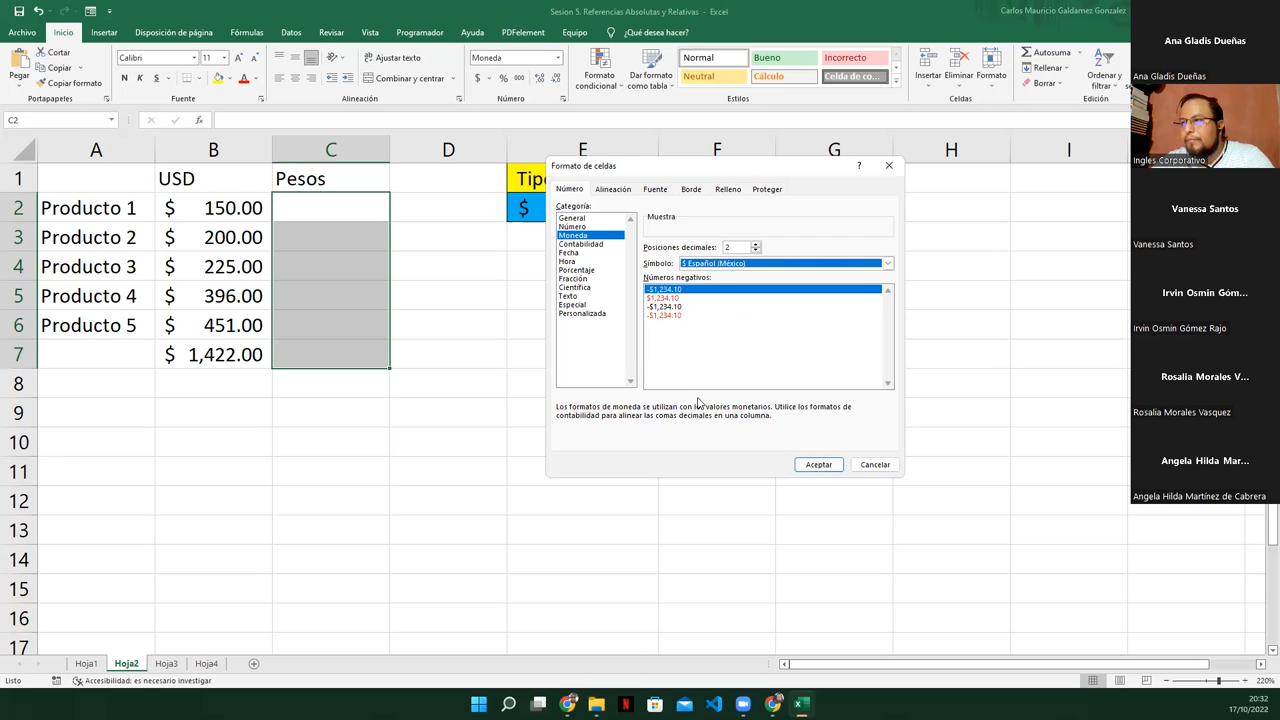 Sesion 5. Referencias Absolutas y Relativas - Excel
Carlos Mauricio Galdamez Gonzalez
Archivo Inicio Insertar Disposición de página Fórmulas Datos Revisar Vista Programador Ayuda PDFelement Equipo ¿Qué desea hacer?
Pegar
Cortar
Copiar
Copiar formato
Portapapeles
Calibri 11
N K S
Fuente
Ajustar texto
Combinar y centrar
Alineación
Moneda
$ % 000
Número
Formato condicional
Dar formato como tabla
Normal Bueno Incorrecto
Neutral Cálculo Celda de co...
Estilos
Insertar Eliminar Formato
Celdas
Autosuma
Rellenar
Borrar
Ordenar y filtrar
Edición
C2
fx
A B C D E F G H I
1 USD Pesos Tipo
2 Producto 1 $ 150.00 $
3 Producto 2 $ 200.00
4 Producto 3 $ 225.00
5 Producto 4 $ 396.00
6 Producto 5 $ 451.00
7 $ 1,422.00
8
9
10
11
12
13
14
15
16
17
Formato de celdas
?
Número Alineación Fuente Borde Relleno Proteger
Categoría:
General
Número
Moneda
Contabilidad
Fecha
Hora
Porcentaje
Fracción
Científica
Texto
Especial
Personalizada
Muestra
Posiciones decimales: 2
Símbolo: $ Español (México)
Números negativos:
-$1,234.10
$1,234.10
-$1,234.10
-$1,234.10
Los formatos de moneda se utilizan con los valores monetarios. Utilice los formatos de
contabilidad para alinear las comas decimales en una columna.
Aceptar Cancelar
Ana Gladis Dueñas
Ana Gladis Dueñas
Ingles Corporativo
Vanessa Santos
Vanessa Santos
Irvin Osmin Góm...
Irvin Osmin Gómez Rajo
Rosalia Morales V...
Rosalia Morales Vasquez
Angela Hilda Mar...
Angela Hilda Martínez de Cabrera
Hoja1 Hoja2 Hoja3 Hoja4
Listo
Accesibilidad: es necesario investigar
220%
20:32
17/10/2022